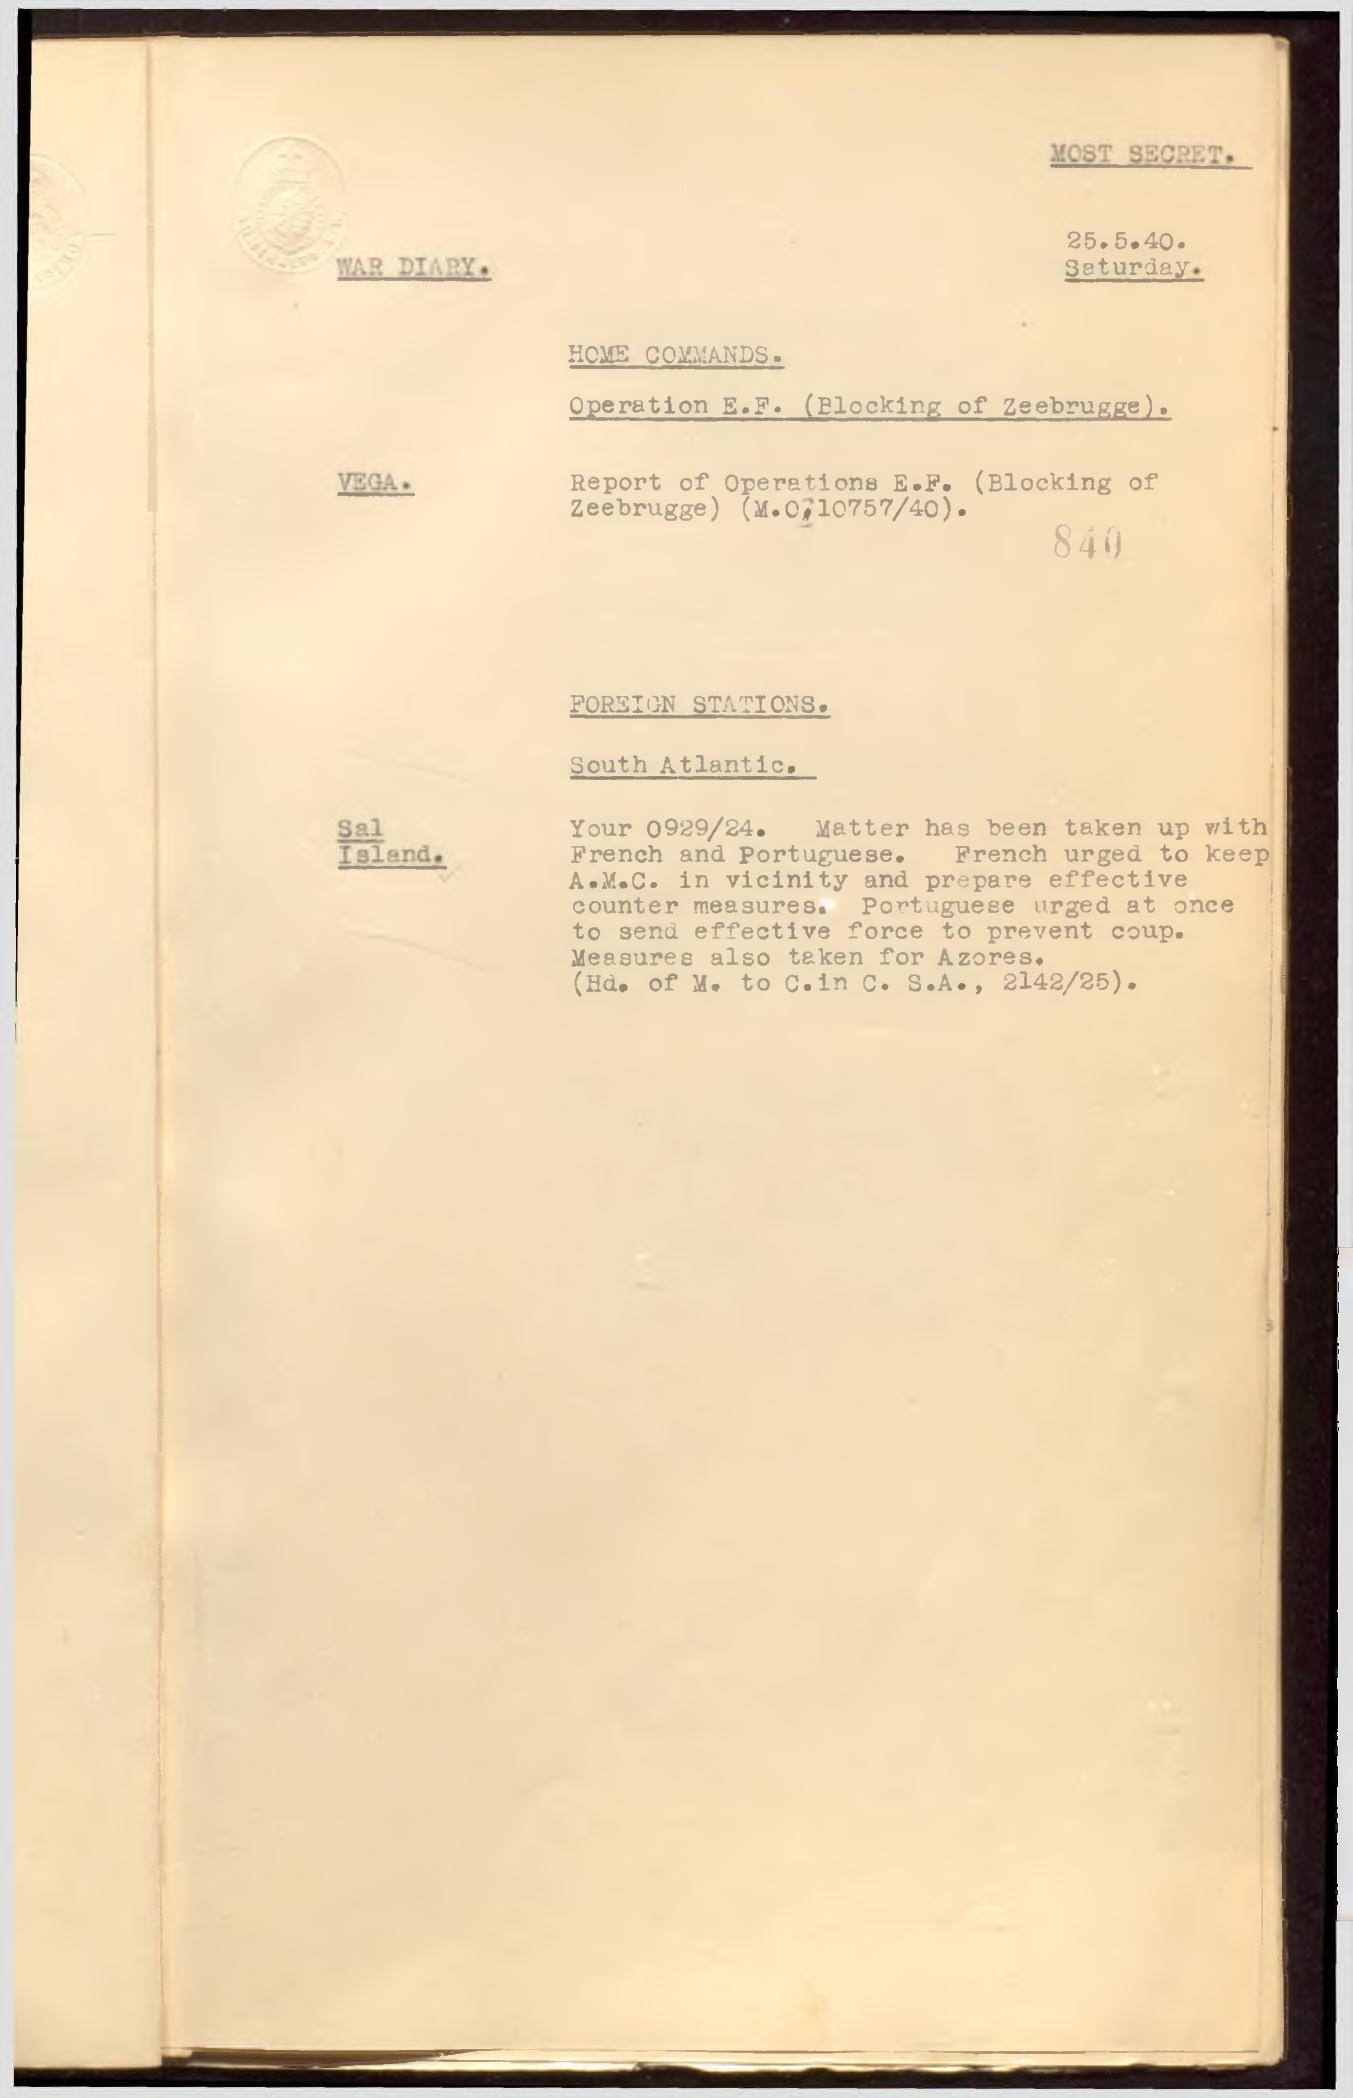 MOST SECRET.
25.5.40.
Saturday.
WAR DIARY.
HOME COMMANDS.
Operation E.F. (Blocking of Zeebrugge).
VEGA.
Report of Operations E.F. (Blocking of
Zeebrugge) (M.010757/40).
840
FOREIGN STATIONS.
South Atlantic.
Sal
Island.
Your 0929/24. Matter has been taken up with
French and Portuguese. French urged to keep
A.M.C. in vicinity and prepare effective
counter measures. Portuguese urged at once
to send effective force to prevent coup.
Measures also taken for Azores.
(Hd. of M. to C.in C. S.A., 2142/25).